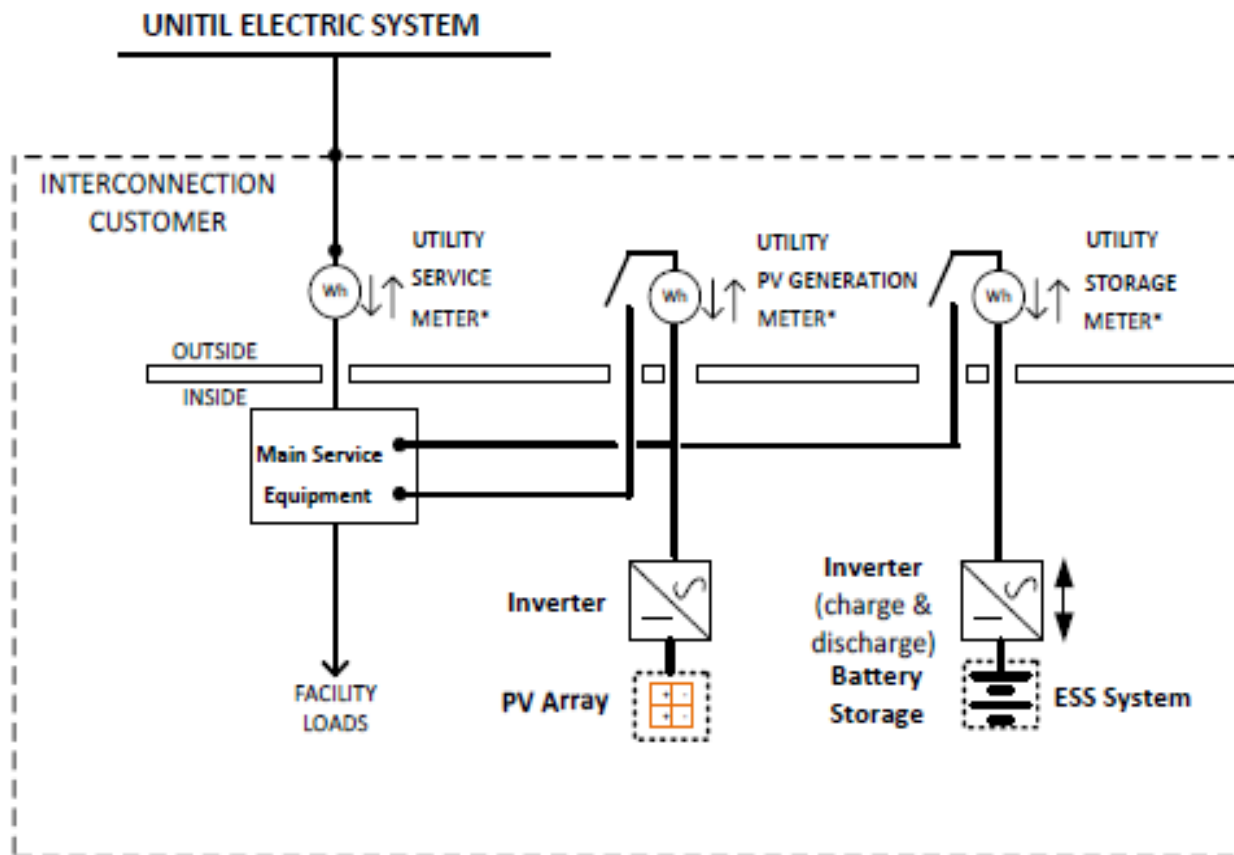 UNITIL ELECTRIC SYSTEM
INTERCONNECTION
CUSTOMER
UTILITY
SERVICE
METER*
Wh
UTILITY
PV GENERATION
METER*
Wh
UTILITY
STORAGE
METER*
Wh
OUTSIDE
INSIDE
Main Service
Equipment
Inverter
Inverter
(charge &
discharge)
FACILITY
LOADS
PV Array
+ -
+ -
Battery
Storage
ESS System